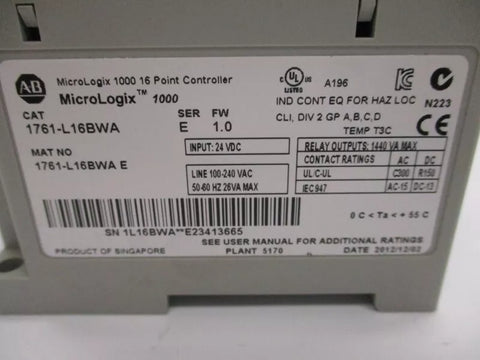 AB
MicroLogix 1000 16 Point Controller
MicroLogix™ 1000
CAT SER FW
1761-L16BWA E 1.0
MAT NO
1761-L16BWA E
INPUT: 24 VDC
LINE 100-240 VAC
50-60 HZ 26VA MAX
c UL US
LISTED
A196
N223
IND CONT EQ FOR HAZ LOC
CLI, DIV 2 GP A,B,C,D
TEMP T3C
CE
RELAY OUTPUTS: 1440 VA MAX
CONTACT RATINGS AC DC
UL/C-UL C300 R150
IEC947 AC-15 DC-13
0 C < Ta < + 55 C
SN 1L16BWA**E23413665
SEE USER MANUAL FOR ADDITIONAL RATINGS
PRODUCT OF SINGAPORE PLANT 5170 DATE 2012/12/02